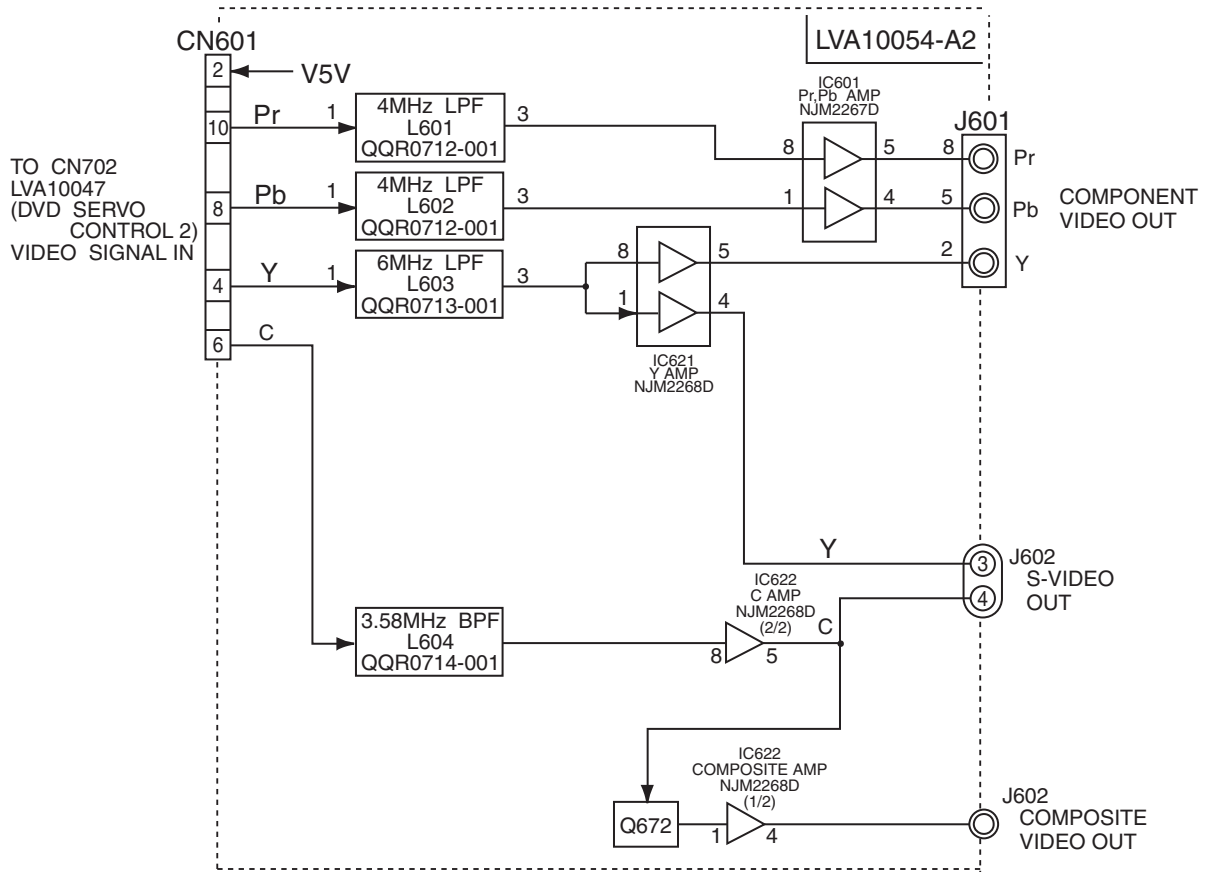 LVA10054-A2
CN601
2
V5V
10
Pr
1
4MHz LPF
L601
QQR0712-001
3
IC601
Pr,Pb AMP
NJM2267D
8
5
1
4
J601
8
Pr
5
Pb
2
Y
COMPONENT
VIDEO OUT
TO CN702
LVA10047
(DVD SERVO
CONTROL 2)
VIDEO SIGNAL IN
8
Pb
1
4MHz LPF
L602
QQR0712-001
3
4
Y
1
6MHz LPF
L603
QQR0713-001
3
8
5
1
4
IC621
Y AMP
NJM2268D
6
C
Y
3
4
J602
S-VIDEO
OUT
3.58MHz BPF
L604
QQR0714-001
IC622
C AMP
NJM2268D
(2/2)
8
5
C
IC622
COMPOSITE AMP
NJM2268D
(1/2)
Q672
1
4
J602
COMPOSITE
VIDEO OUT